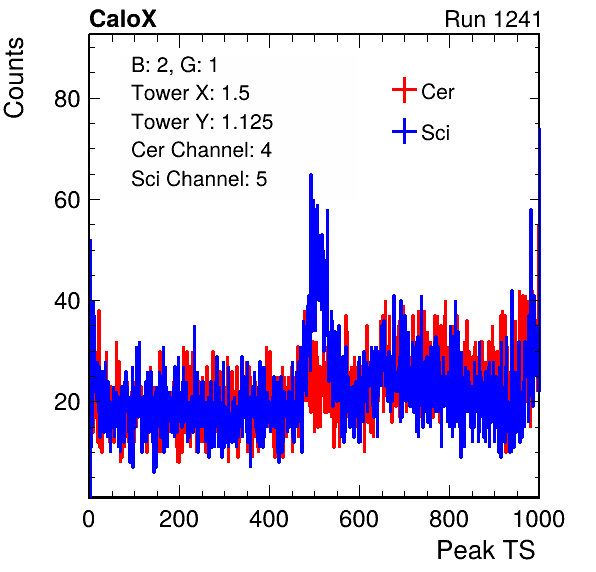 CaloX Run 1241
Counts
B: 2, G: 1
Tower X: 1.5
Tower Y: 1.125
Cer Channel: 4
Sci Channel: 5
Cer
Sci
80
60
40
20
0 200 400 600 800 1000
Peak TS